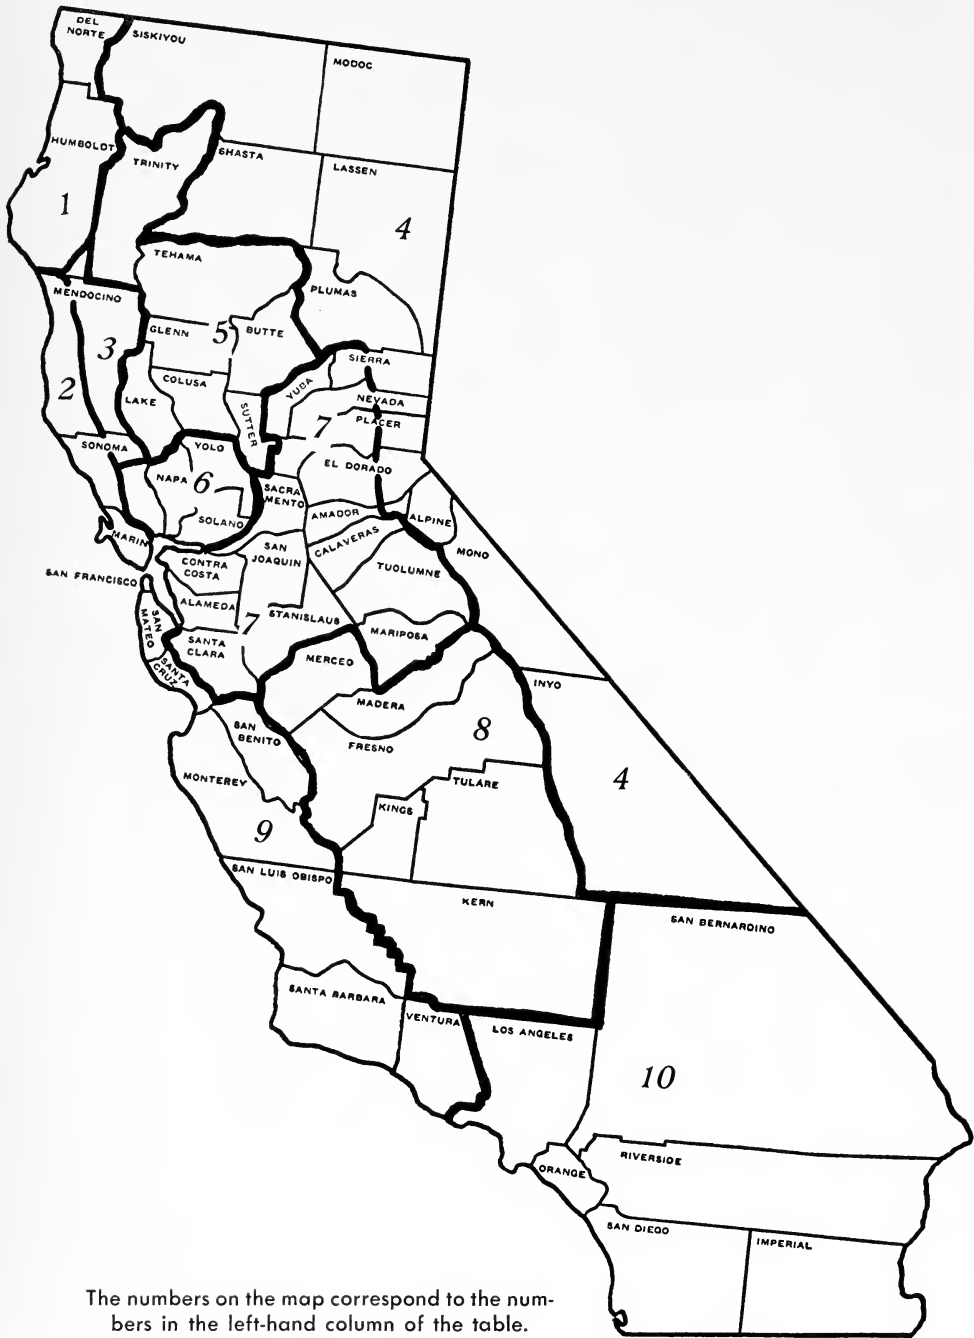 DEL
NORTE
SISKIYOU
MODOC
HUMBOLDT
TRINITY
SHASTA
LASSEN
1
4
TEHAMA
PLUMAS
MENDOCINO
GLENN
5
BUTTE
3
SIERRA
2
LAKE
COLUSA
SUTTER
YUBA
NEVADA
7
PLACER
SONOMA
YOLO
EL DORADO
NAPA
6
SACRA
MENTO
SOLANO
AMADOR
ALPINE
MARIN
CALAVERAS
MONO
SAN
JOAQUIN
CONTRA
COSTA
TUOLUMNE
SAN FRANCISCO
ALAMEDA
7
STANISLAUS
SAN
MATEO
SANTA
CLARA
MARIPOSA
MERCED
SANTA
CRUZ
INYO
MADERA
SAN
BENITO
8
FRESNO
MONTEREY
TULARE
4
KINGS
9
SAN LUIS OBISPO
KERN
SAN BERNARDINO
SANTA BARBARA
VENTURA
LOS ANGELES
10
ORANGE
RIVERSIDE
SAN DIEGO
IMPERIAL
The numbers on the map correspond to the num-
bers in the left-hand column of the table.